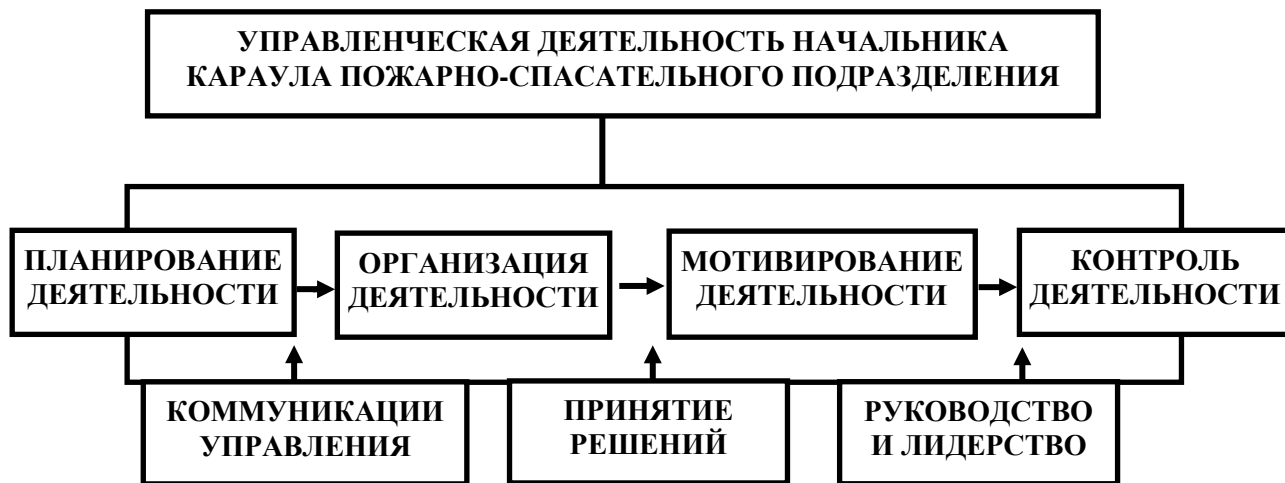 УПРАВЛЕНЧЕСКАЯ ДЕЯТЕЛЬНОСТЬ НАЧАЛЬНИКА
КАРАУЛА ПОЖАРНО-СПАСАТЕЛЬНОГО ПОДРАЗДЕЛЕНИЯ
ПЛАНИРОВАНИЕ
ДЕЯТЕЛЬНОСТИ
ОРГАНИЗАЦИЯ
ДЕЯТЕЛЬНОСТИ
МОТИВИРОВАНИЕ
ДЕЯТЕЛЬНОСТИ
КОНТРОЛЬ
ДЕЯТЕЛЬНОСТИ
КОММУНИКАЦИИ
УПРАВЛЕНИЯ
ПРИНЯТИЕ
РЕШЕНИЙ
РУКОВОДСТВО
И ЛИДЕРСТВО